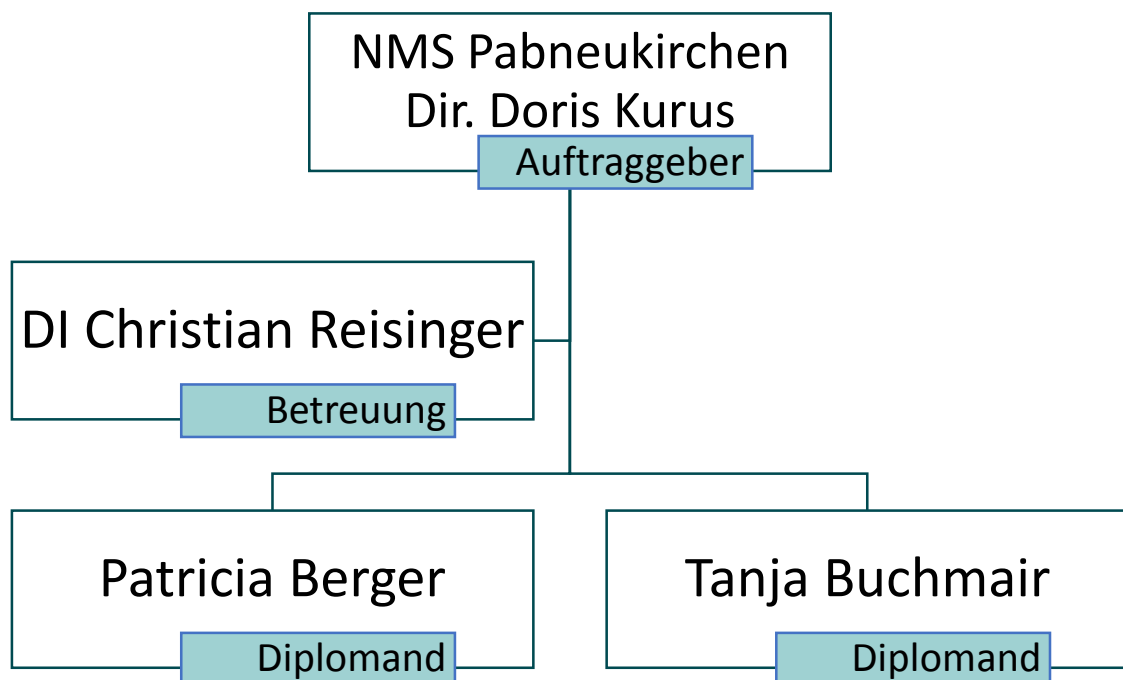 NMS Pabneukirchen
Dir. Doris Kurus
Auftraggeber
DI Christian Reisinger
Betreuung
Patricia Berger
Diplomand
Tanja Buchmair
Diplomand